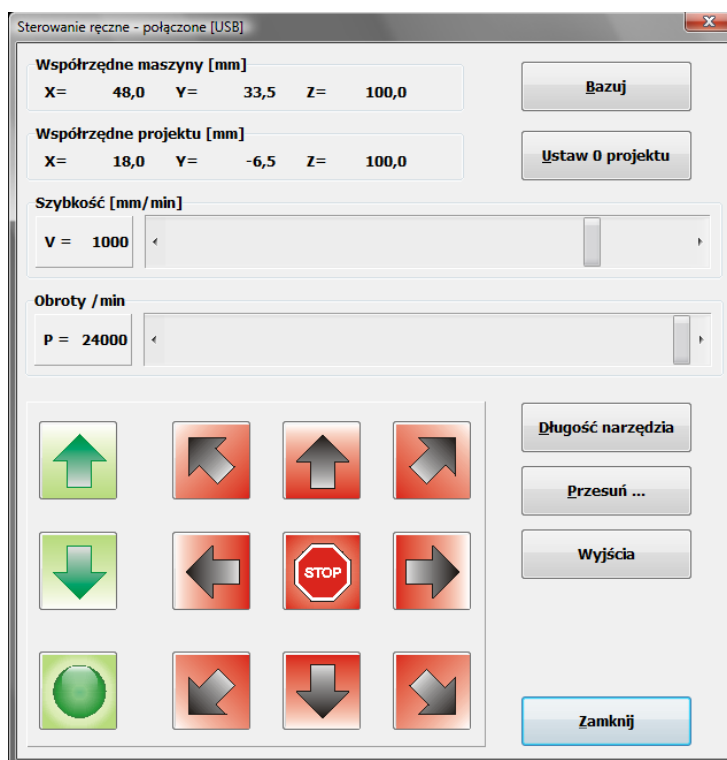 Sterowanie ręczne - połączone [USB]
Współrzędne maszyny [mm]
X= 48,0 Y= 33,5 Z= 100,0
Bazuj
Współrzędne projektu [mm]
X= 18,0 Y= -6,5 Z= 100,0
Ustaw 0 projektu
Szybkość [mm/min]
V = 1000
Obroty /min
P = 24000
Długość narzędzia
Przesuń ...
STOP
Wyjścia
Zamknij